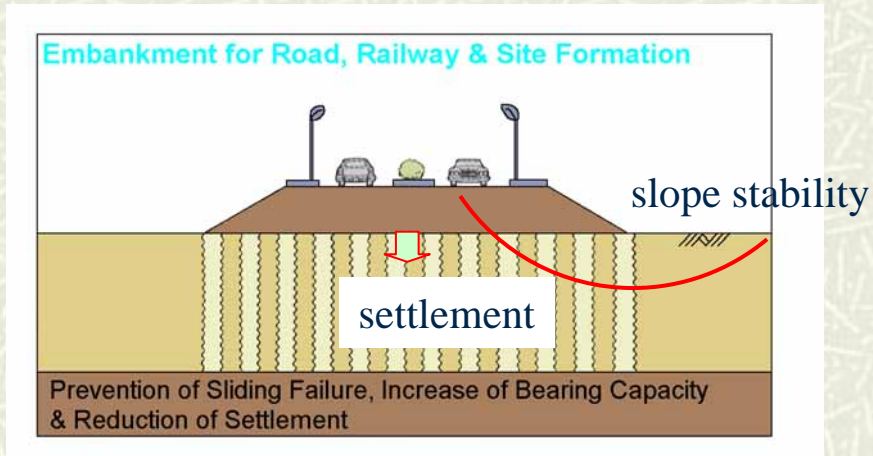 Embankment for Road, Railway & Site Formation
slope stability
settlement
Prevention of Sliding Failure, Increase of Bearing Capacity
& Reduction of Settlement